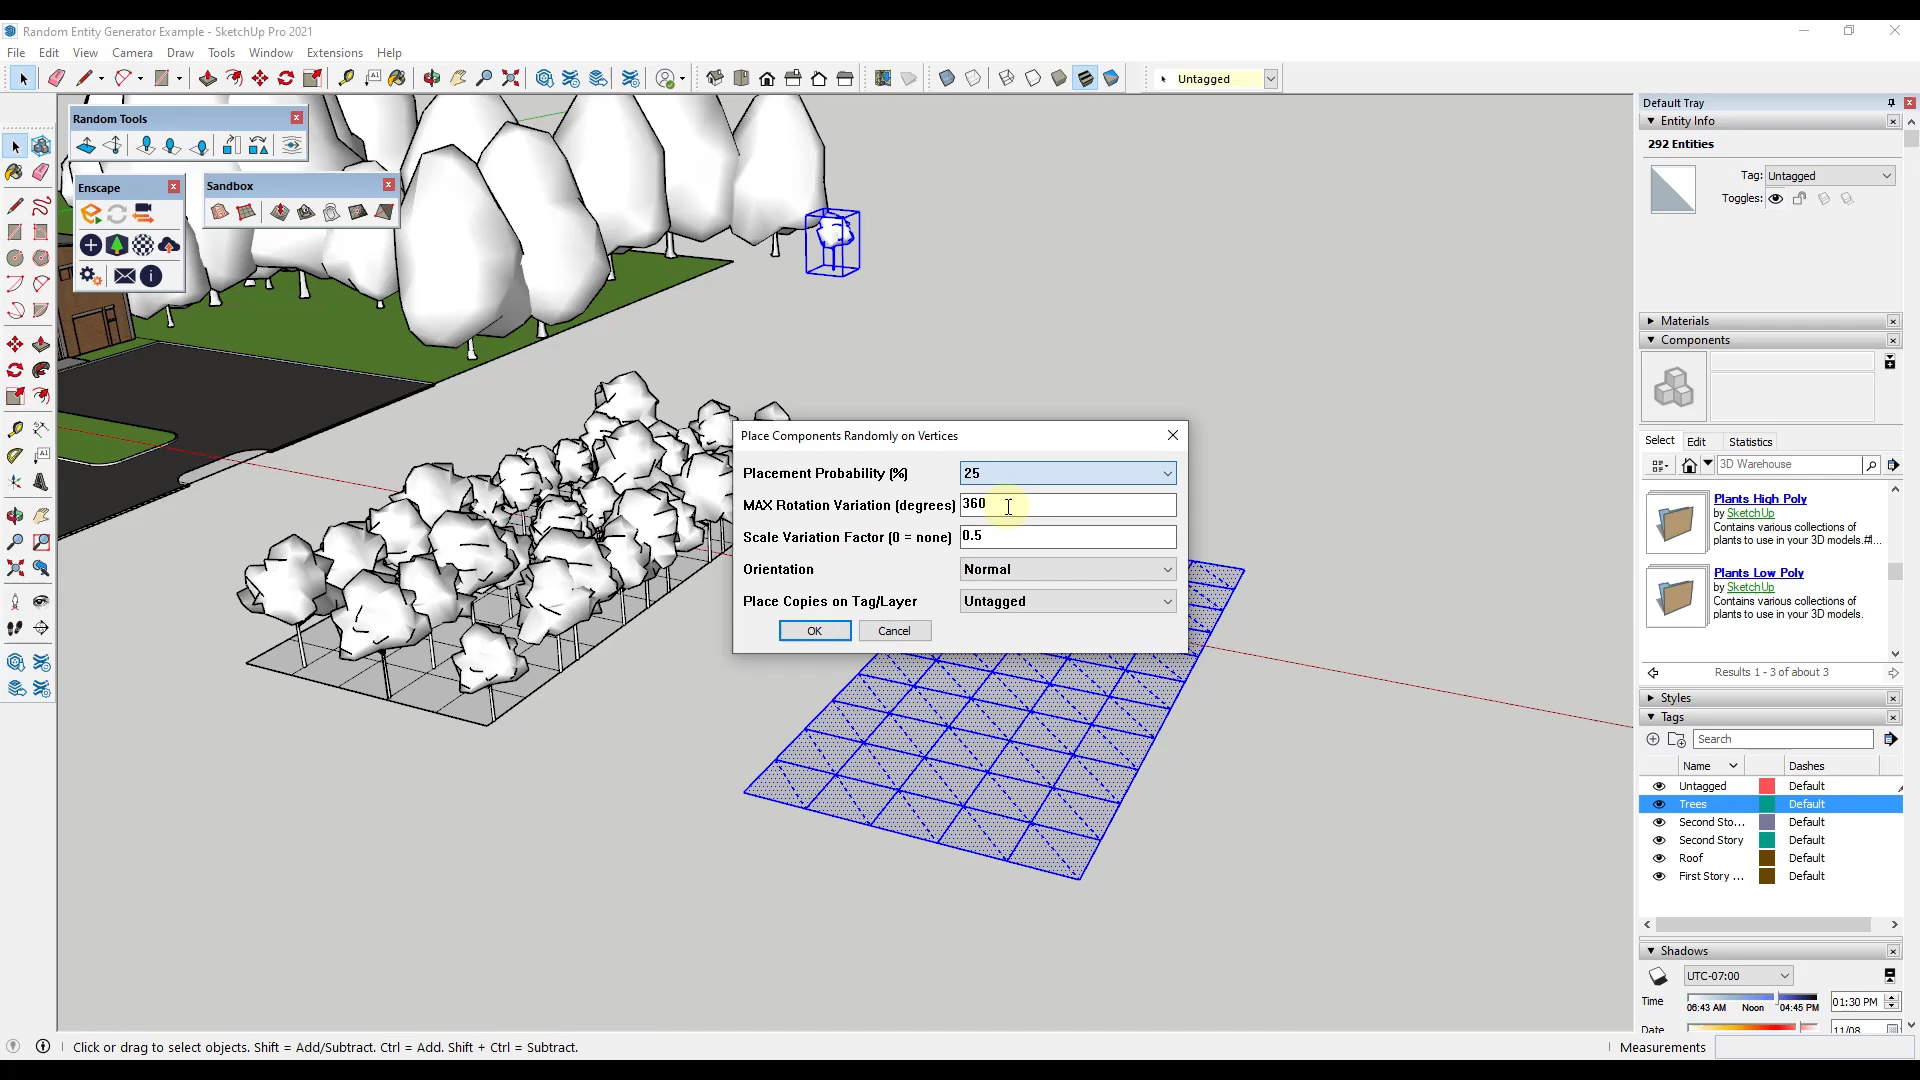 Random Entity Generator Example - SketchUp Pro 2021
File Edit View Camera Draw Tools Window Extensions Help
Untagged
Random Tools
Enscape
Sandbox
Place Components Randomly on Vertices
Placement Probability (%) 25
MAX Rotation Variation (degrees) 360
Scale Variation Factor (0 = none) 0.5
Orientation Normal
Place Copies on Tag/Layer Untagged
OK Cancel
Default Tray
Entity Info
292 Entities
Tag: Untagged
Toggles:
Materials
Components
Select Edit Statistics
3D Warehouse
Plants High Poly
by SketchUp
Contains various collections of
plants to use in your 3D models.#l...
Plants Low Poly
by SketchUp
Contains various collections of
plants to use in your 3D models.
Results 1 - 3 of about 3
Styles
Tags
Search
Name Dashes
Untagged Default
Trees Default
Second Sto... Default
Second Story Default
Roof Default
First Story ... Default
Shadows
UTC-07:00
Time 06:43 AM Noon 04:45 PM 01:30 PM
Date 11/08
Click or drag to select objects. Shift = Add/Subtract. Ctrl = Add. Shift + Ctrl = Subtract.
Measurements